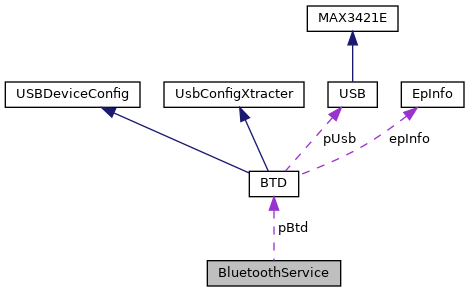 MAX3421E
USBDeviceConfig
UsbConfigXtracter
USB
EpInfo
pUsb
epInfo
BTD
pBtd
BluetoothService